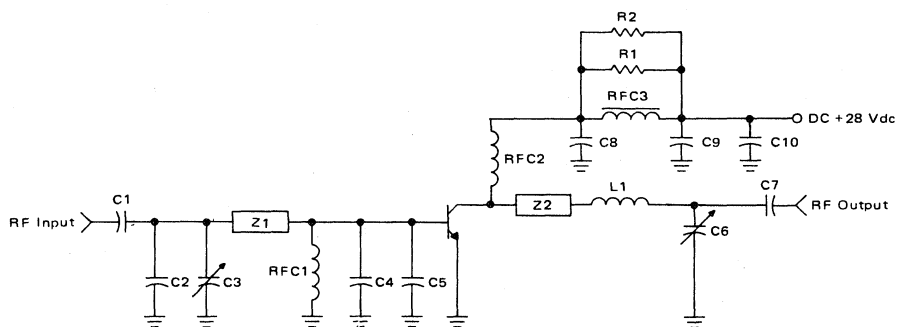 R2
R1
RFC3
DC +28 Vdc
C8
C9
C10
RFC2
C1
Z1
Z2
L1
C7
RF Input
RF Output
C2
C3
RFC1
C4
C5
C6